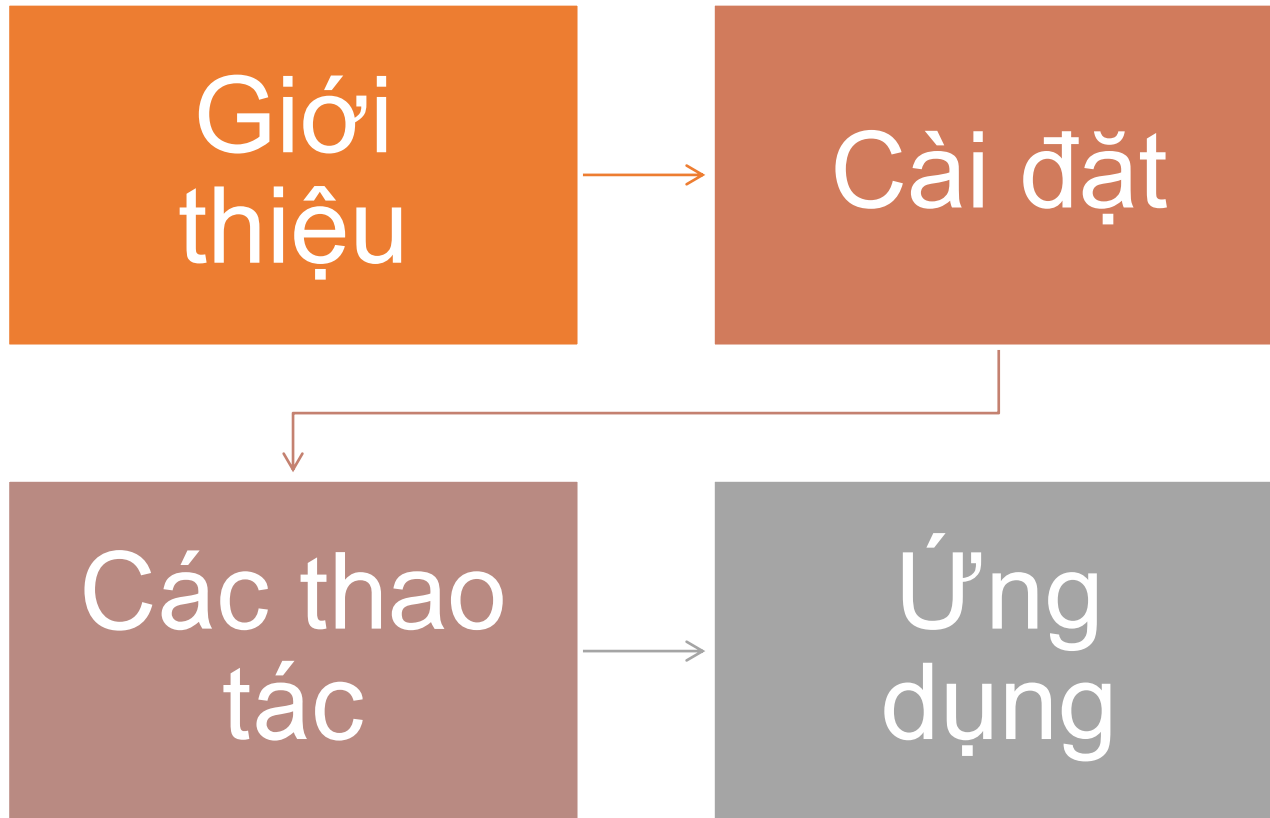 Giới
thiệu
Cài đặt
Các thao
tác
Ứng
dụng